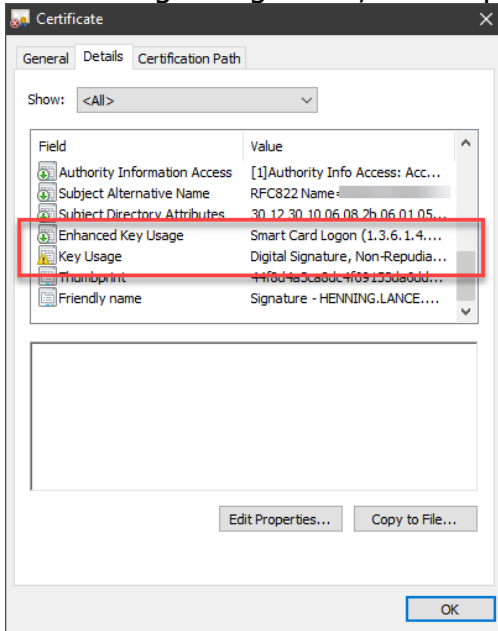 Certificate
General Details Certification Path
Show: <All>
Field Value
Authority Information Access [1]Authority Info Access: Acc...
Subject Alternative Name RFC822 Name=
Subject Directory Attributes 30 12 30 10 06 08 2b 06 01 05...
Enhanced Key Usage Smart Card Logon (1.3.6.1.4....
Key Usage Digital Signature, Non-Repudia...
Thumbprint
Friendly name Signature - HENNING.LANCE....
Edit Properties... Copy to File...
OK